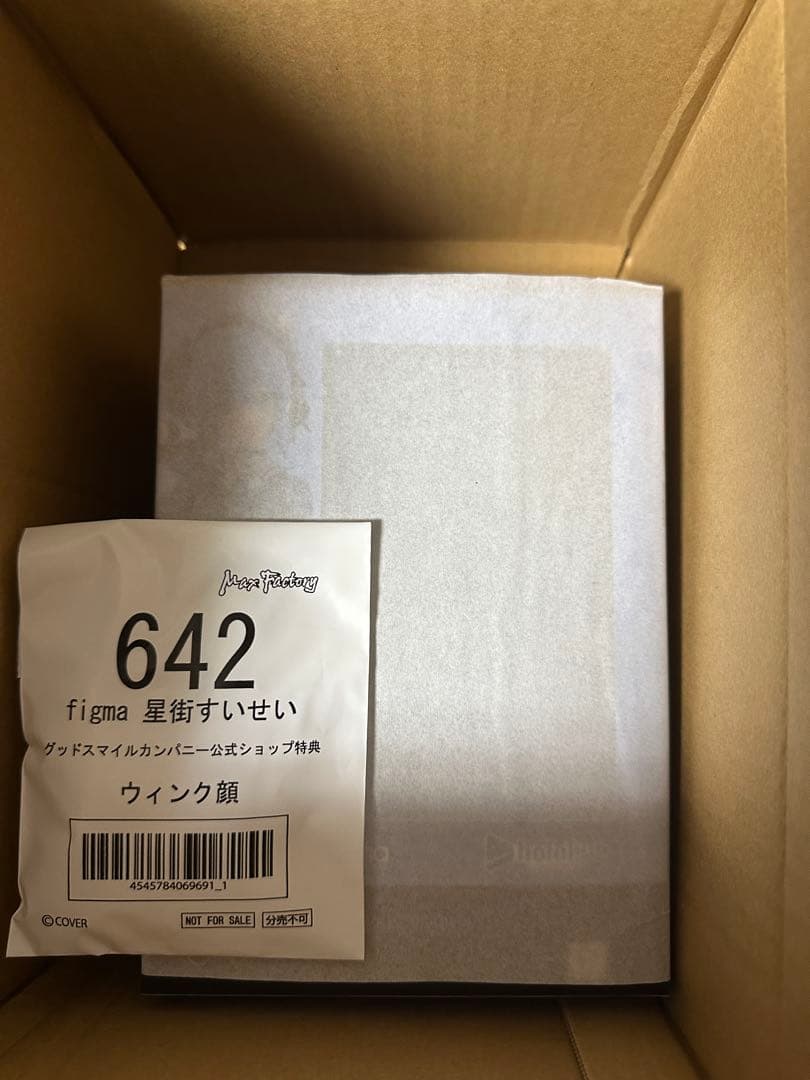 Max Factory
642
figma 星街すいせい
グッドスマイルカンパニー公式ショップ特典
ウィンク顔
4545784069691_1
©COVER
NOT FOR SALE
分売不可